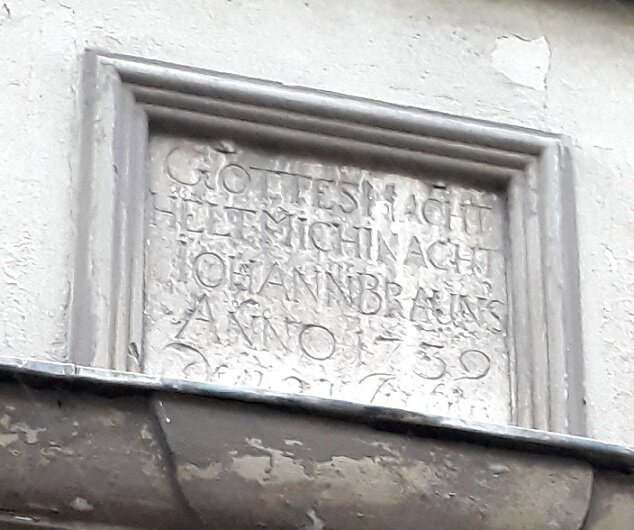 GOTTES MACHT
HELT MICH IN ACHT
IOHANN BRAUNS
ANNO 1739